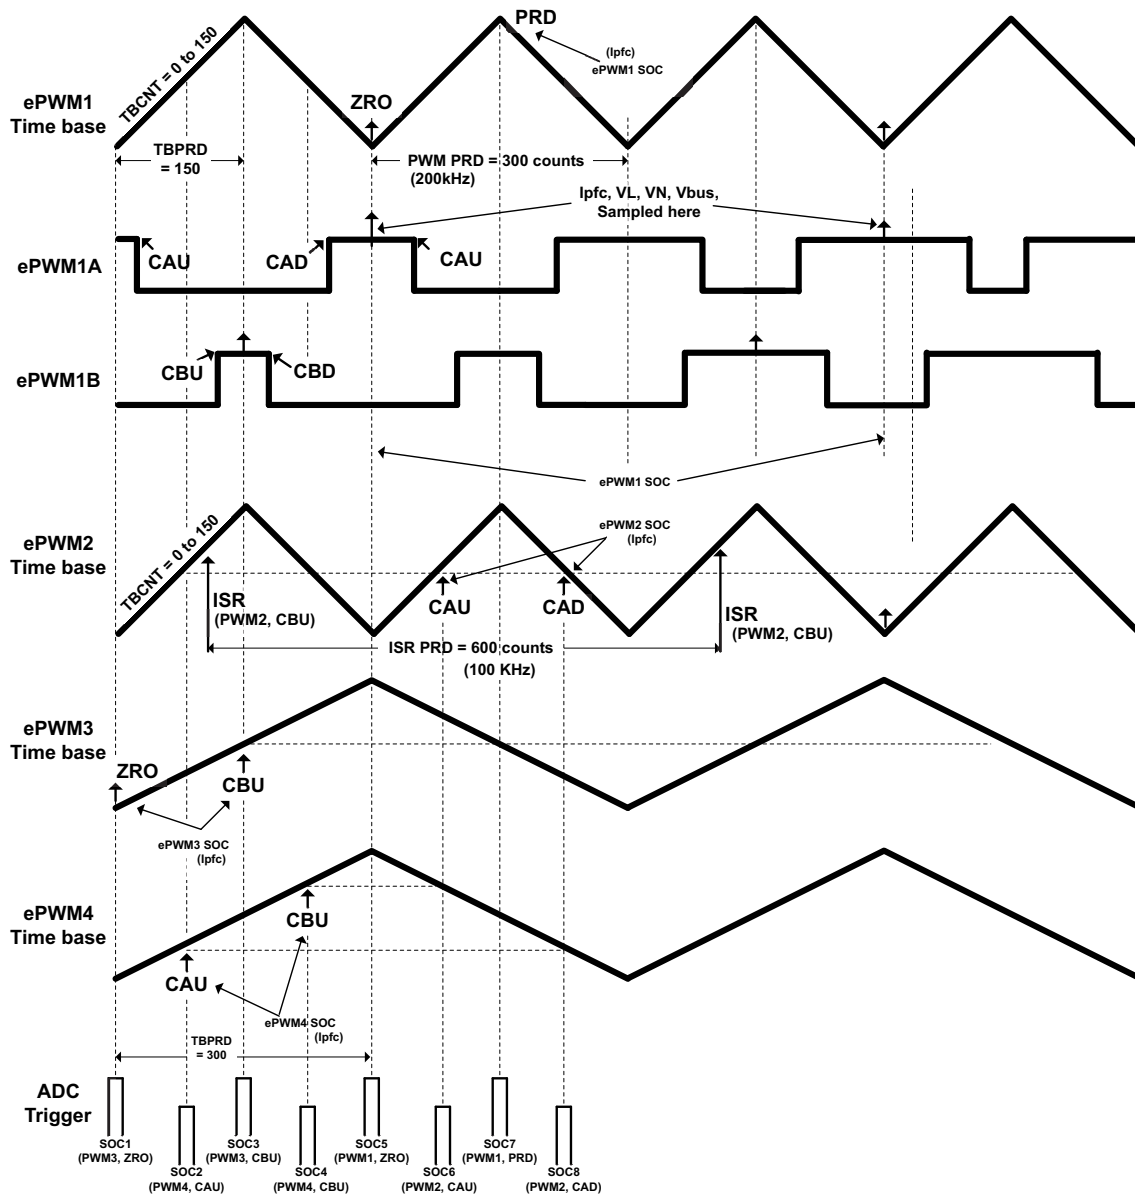 PRD
(Ipfc)
ePWM1 SOC
TBCNT = 0 to 150
ZRO
ePWM1
Time base
TBPRD
= 150
PWM PRD = 300 counts
(200kHz)
Ipfc, VL, VN, Vbus,
Sampled here
ePWM1A
CAU
CAD
CAU
ePWM1B
CBU
CBD
ePWM1 SOC
TBCNT = 0 to 150
ePWM2 SOC
(Ipfc)
ePWM2
Time base
ISR
(PWM2, CBU)
CAU
CAD
ISR
(PWM2, CBU)
ISR PRD = 600 counts
(100 KHz)
ePWM3
Time base
ZRO
CBU
ePWM3 SOC
(Ipfc)
ePWM4
Time base
CBU
CAU
ePWM4 SOC
(Ipfc)
TBPRD
= 300
ADC
Trigger
SOC1
(PWM3, ZRO)
SOC2
(PWM4, CAU)
SOC3
(PWM3, CBU)
SOC4
(PWM4, CBU)
SOC5
(PWM1, ZRO)
SOC6
(PWM2, CAU)
SOC7
(PWM1, PRD)
SOC8
(PWM2, CAD)